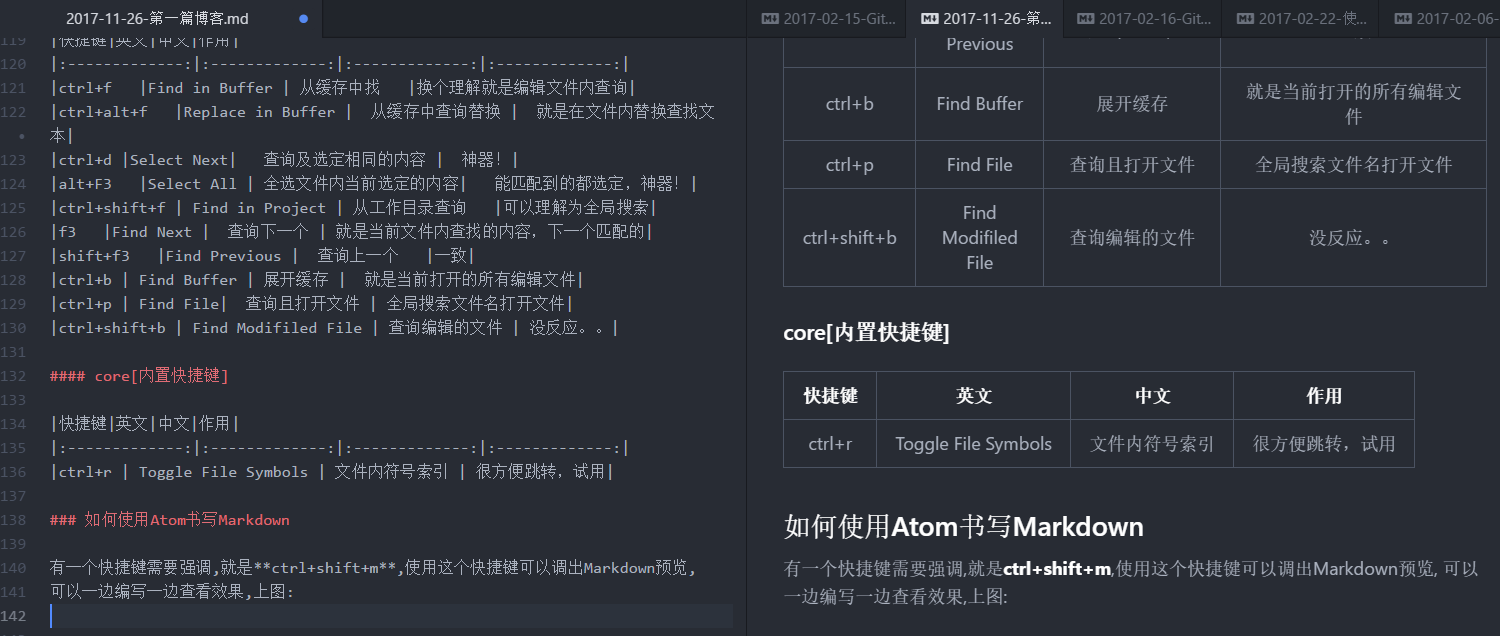 2017-11-26-第一篇博客.md
119 |快捷键|英文|中文|作用|
120 |:-------------:|:-------------:|:-------------:|:-------------:|
121 |ctrl+f   |Find in Buffer | 从缓存中找   |换个理解就是编辑文件内查询|
122 |ctrl+alt+f   |Replace in Buffer |  从缓存中查询替换 |  就是在文件内替换查找文
• 本|
123 |ctrl+d |Select Next|   查询及选定相同的内容 |  神器！|
124 |alt+F3   |Select All | 全选文件内当前选定的内容|   能匹配到的都选定，神器！|
125 |ctrl+shift+f | Find in Project | 从工作目录查询   |可以理解为全局搜索|
126 |f3   |Find Next |  查询下一个 | 就是当前文件内查找的内容，下一个匹配的|
127 |shift+f3   |Find Previous |  查询上一个   |一致|
128 |ctrl+b | Find Buffer | 展开缓存 |  就是当前打开的所有编辑文件|
129 |ctrl+p | Find File|  查询且打开文件 | 全局搜索文件名打开文件|
130 |ctrl+shift+b | Find Modifiled File | 查询编辑的文件 | 没反应。。|
131
132 #### core[内置快捷键]
133
134 |快捷键|英文|中文|作用|
135 |:-------------:|:-------------:|:-------------:|:-------------:|
136 |ctrl+r | Toggle File Symbols | 文件内符号索引 | 很方便跳转，试用|
137
138 ### 如何使用Atom书写Markdown
139
140 有一个快捷键需要强调,就是**ctrl+shift+m**,使用这个快捷键可以调出Markdown预览,
141 可以一边编写一边查看效果,上图:
142
2017-02-15-Git... 2017-11-26-第... 2017-02-16-Git... 2017-02-22-使... 2017-02-06-
Previous
ctrl+b Find Buffer 展开缓存 就是当前打开的所有编辑文
件
ctrl+p Find File 查询且打开文件 全局搜索文件名打开文件
Find
ctrl+shift+b Modifiled 查询编辑的文件 没反应。。
File
core[内置快捷键]
快捷键 英文 中文 作用
ctrl+r Toggle File Symbols 文件内符号索引 很方便跳转，试用
如何使用Atom书写Markdown
有一个快捷键需要强调,就是ctrl+shift+m,使用这个快捷键可以调出Markdown预览, 可以
一边编写一边查看效果,上图: